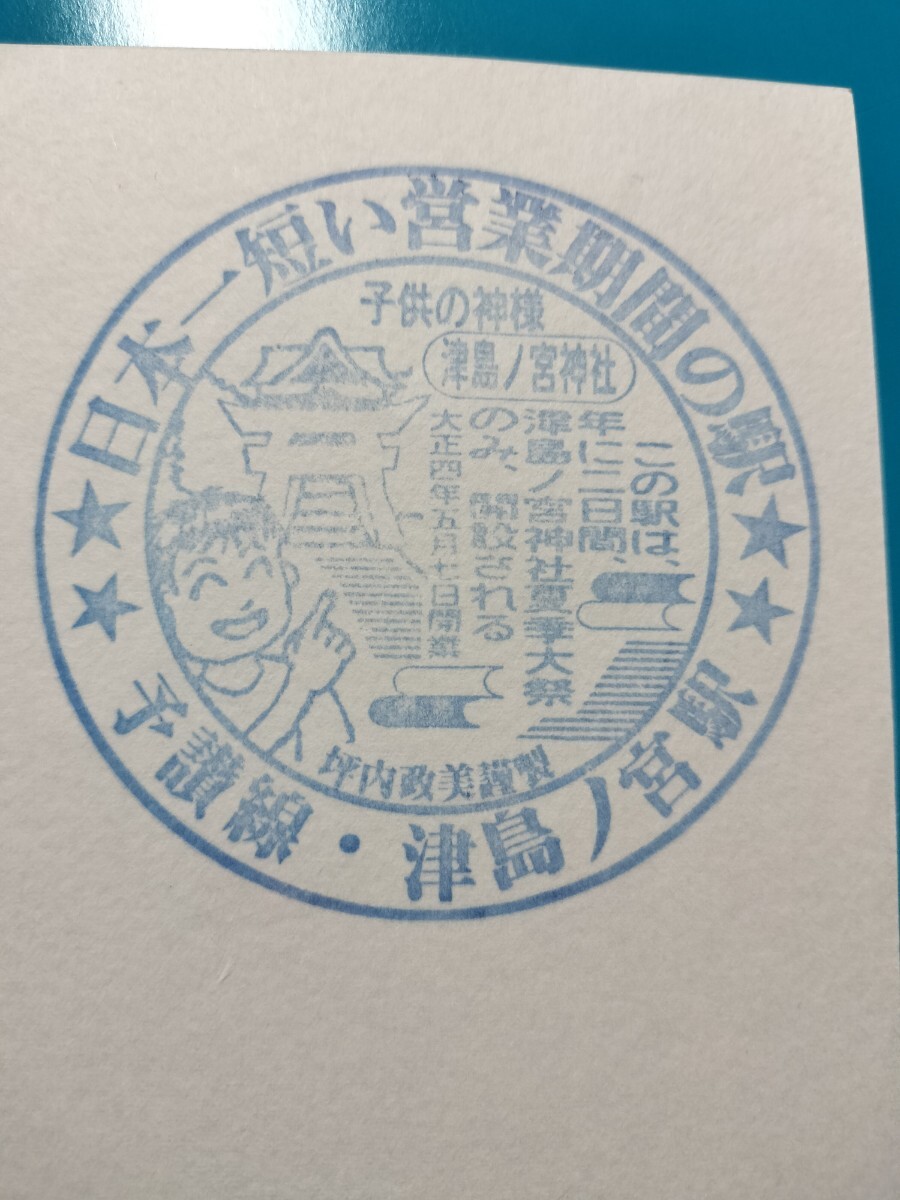 日本一短い営業期間の駅
子供の神様
津島ノ宮神社
この駅は、
年に二日間、
津島ノ宮神社夏季大祭
のみ、開設される
大正四年五月七日開業
坪内政美謹製
予讃線・津島ノ宮駅